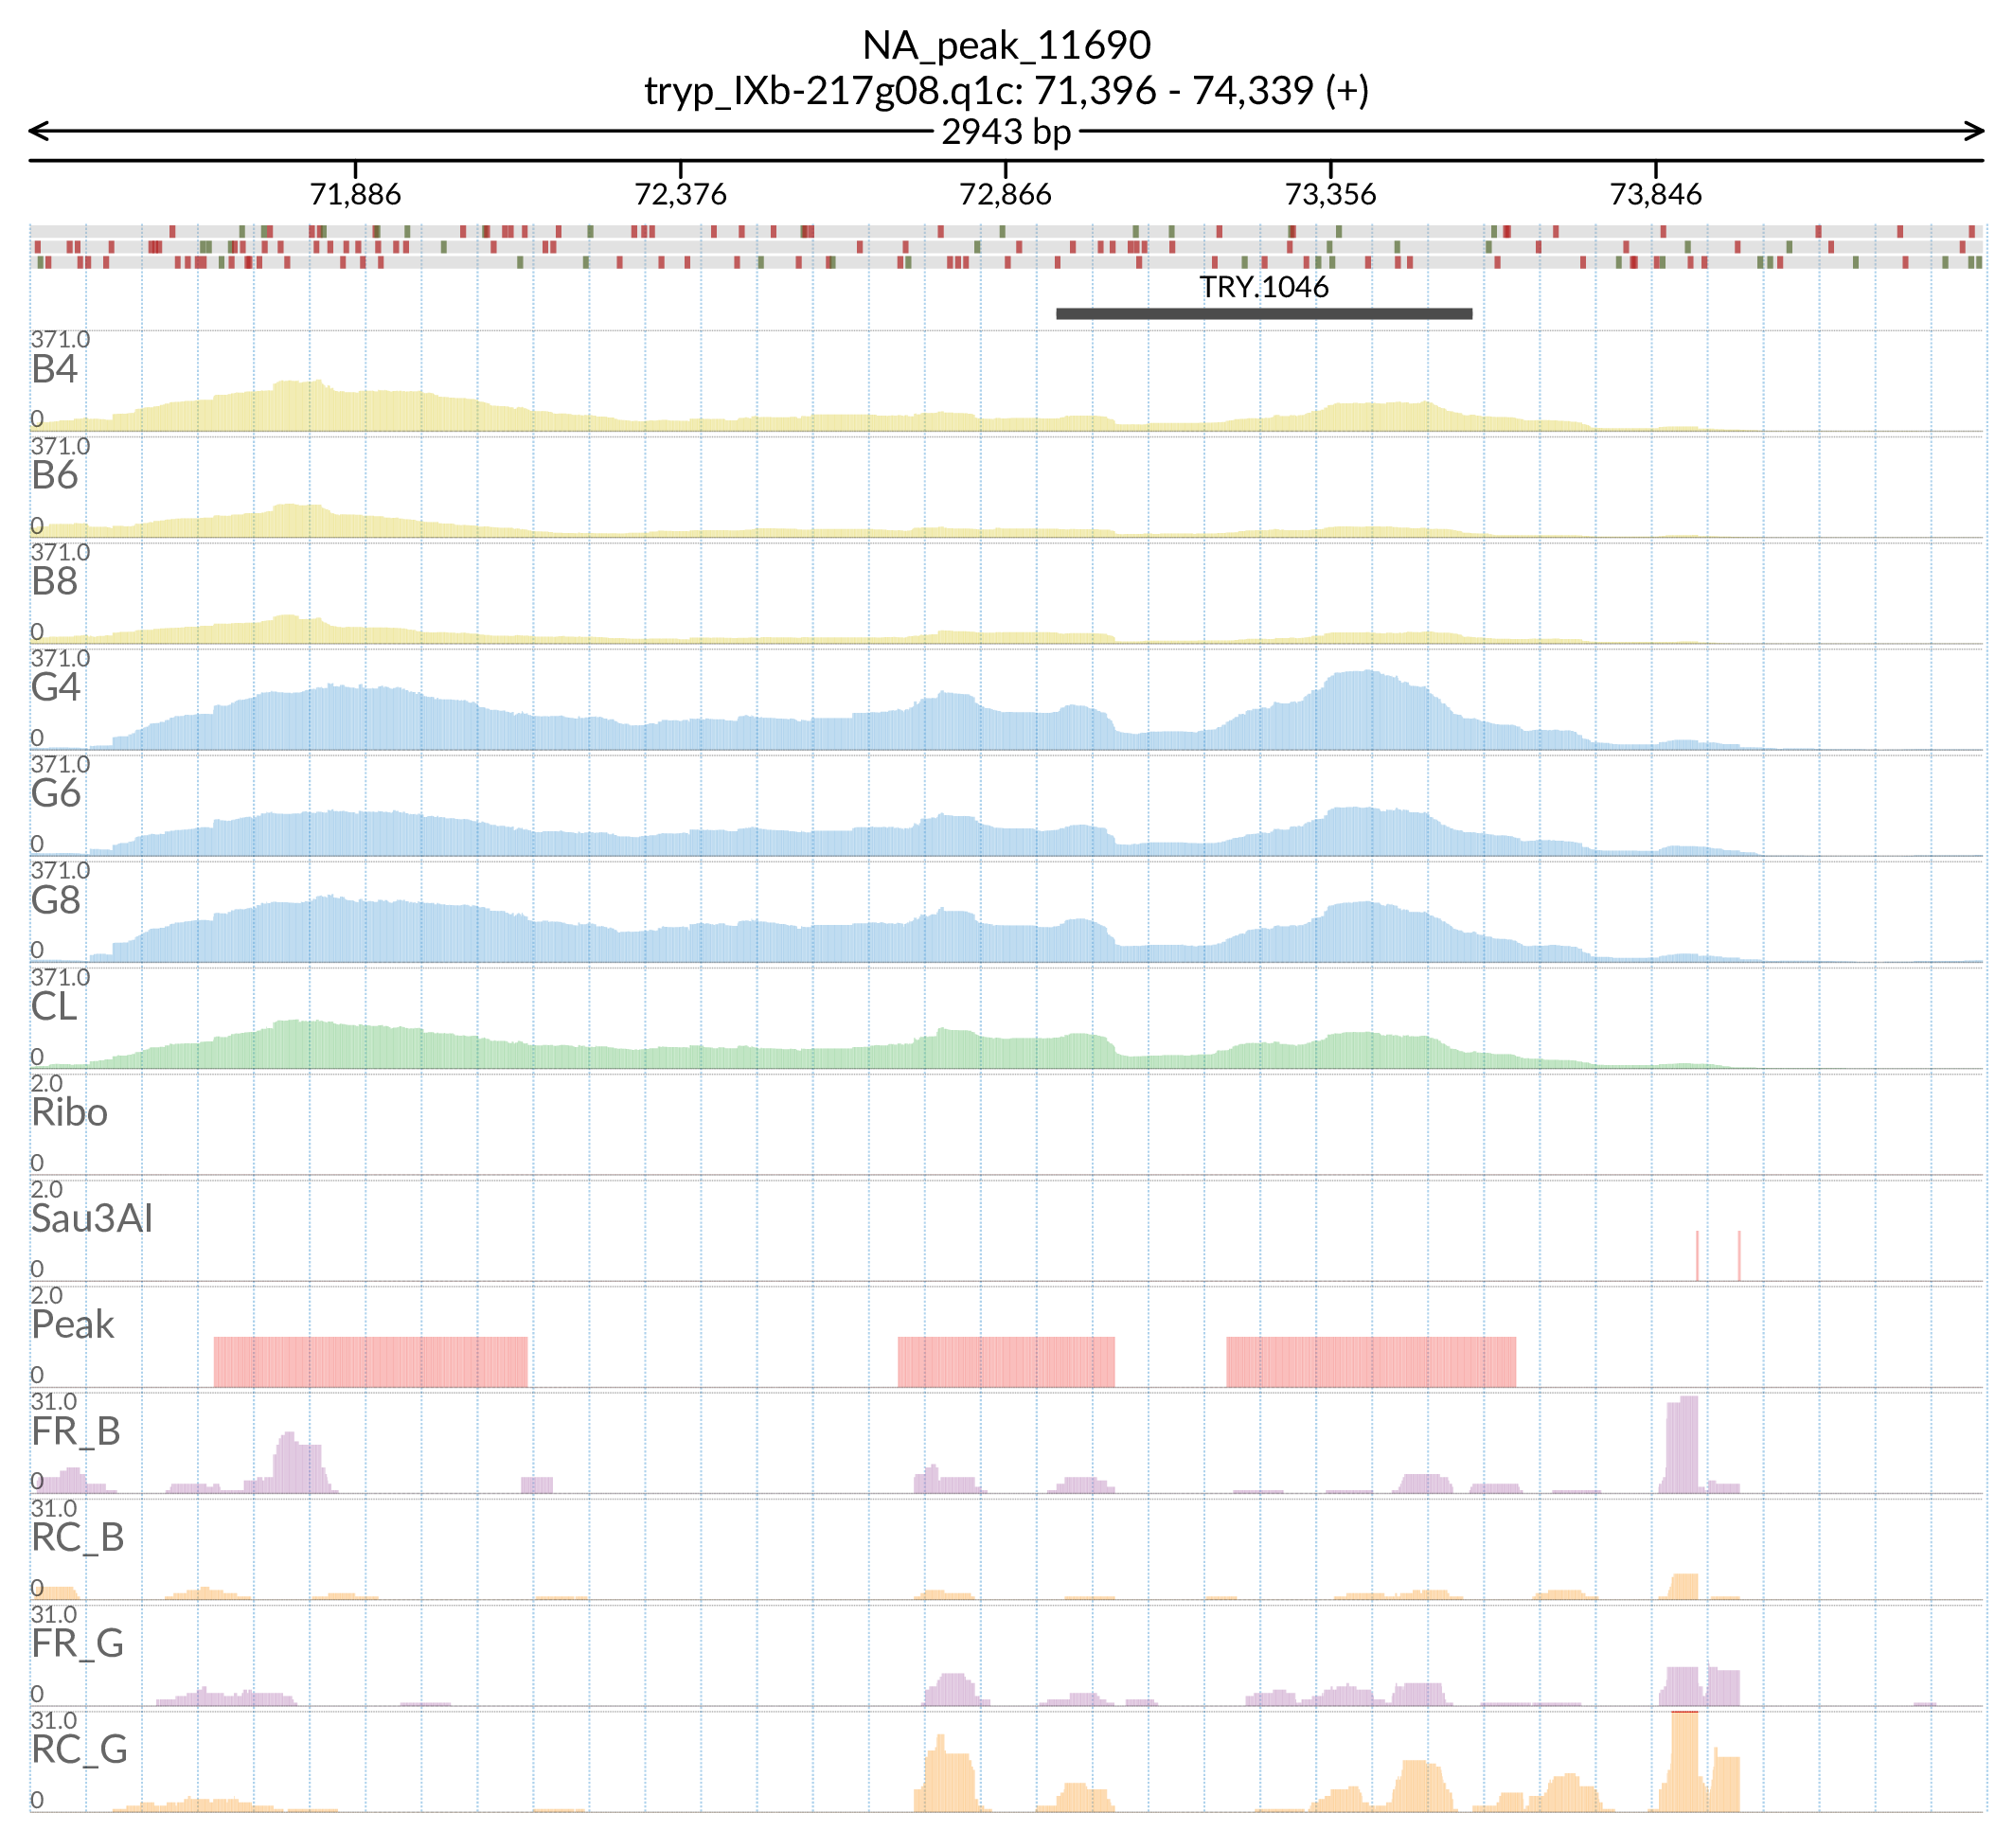 NA_peak_11690
tryp_IXb-217g08.q1c: 71,396 - 74,339 (+)
2943 bp
71,886 72,376 72,866 73,356 73,846
TRY.1046
371.0
B4
0
371.0
B6
0
371.0
B8
0
371.0
G4
0
371.0
G6
0
371.0
G8
0
371.0
CL
0
2.0
Ribo
0
2.0
Sau3AI
0
2.0
Peak
0
31.0
FR_B
0
31.0
RC_B
0
31.0
FR_G
0
31.0
RC_G
0